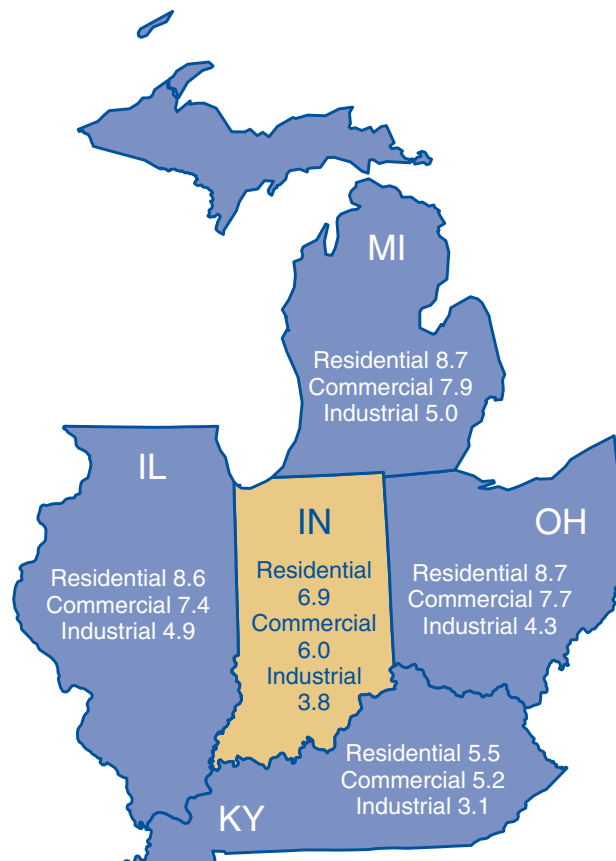 MI
Residential 8.7
Commercial 7.9
Industrial 5.0
IL
Residential 8.6
Commercial 7.4
Industrial 4.9
IN
Residential
6.9
Commercial
6.0
Industrial
3.8
OH
Residential 8.7
Commercial 7.7
Industrial 4.3
KY
Residential 5.5
Commercial 5.2
Industrial 3.1